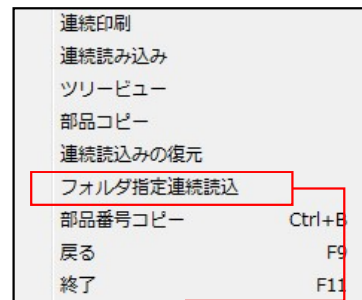 連続印刷
連続読み込み
ツリービュー
部品コピー
連続読込みの復元
フォルダ指定連続読込
部品番号コピー Ctrl+B
戻る F9
終了 F11